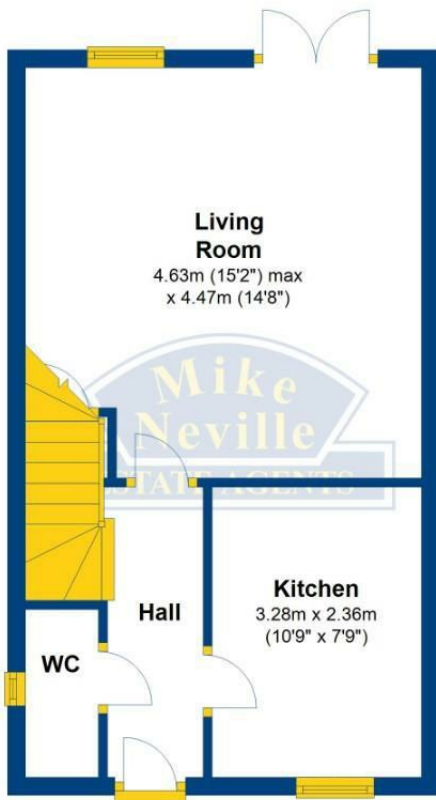 Living
Room
4.63m (15'2") max
x 4.47m (14'8")
Mike
Neville
ESTATE AGENTS
Kitchen
3.28m x 2.36m
(10'9" x 7'9")
Hall
WC